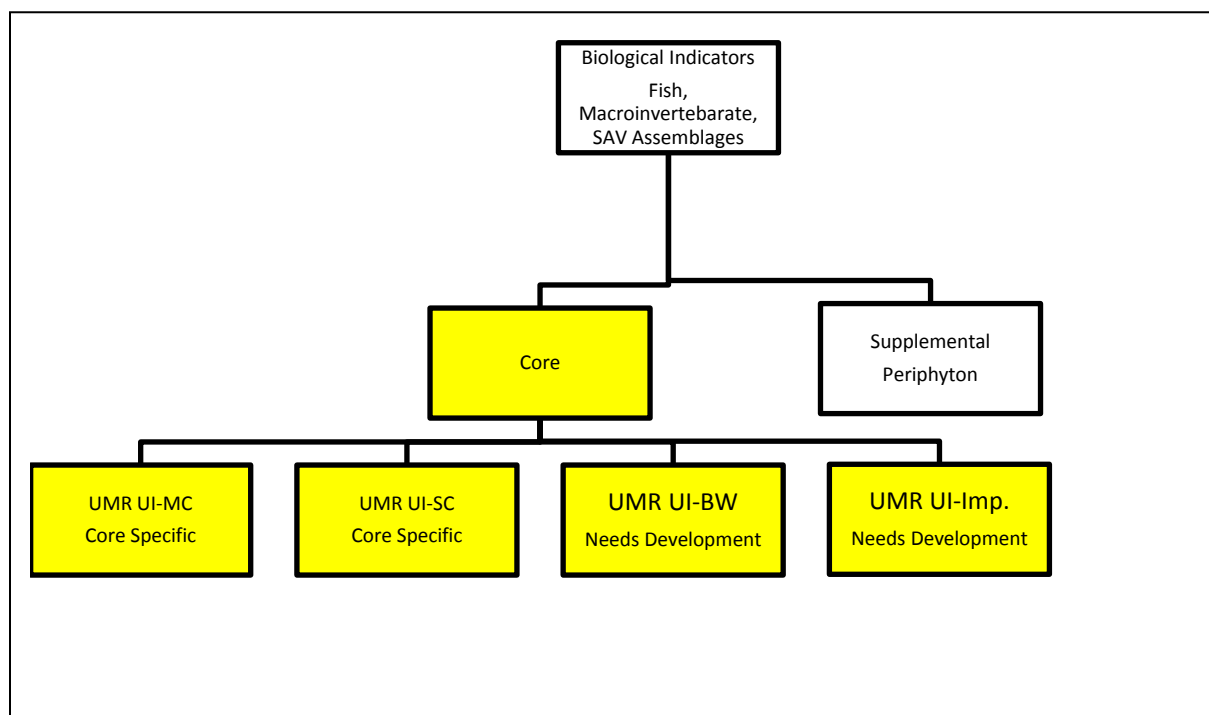 Biological Indicators
Fish,
Macroinvertebarate,
SAV Assemblages
Core
Supplemental
Periphyton
UMR UI-MC
Core Specific
UMR UI-SC
Core Specific
UMR UI-BW
Needs Development
UMR UI-Imp.
Needs Development